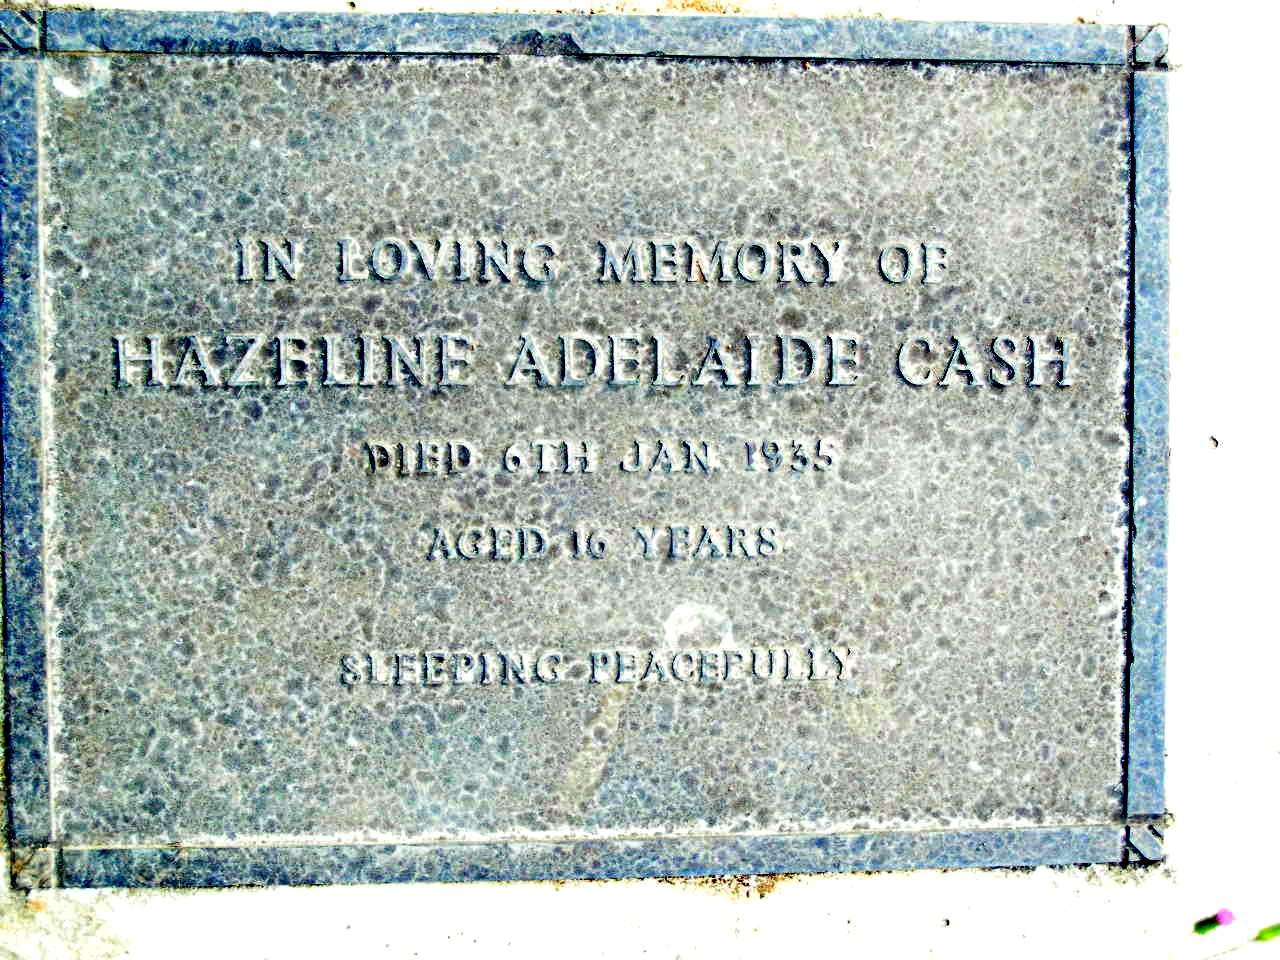 IN LOVING MEMORY OF
HAZELINE ADELAIDE CASH
DIED 6TH JAN. 1935
AGED 16 YEARS.
SLEEPING PEACEFULLY